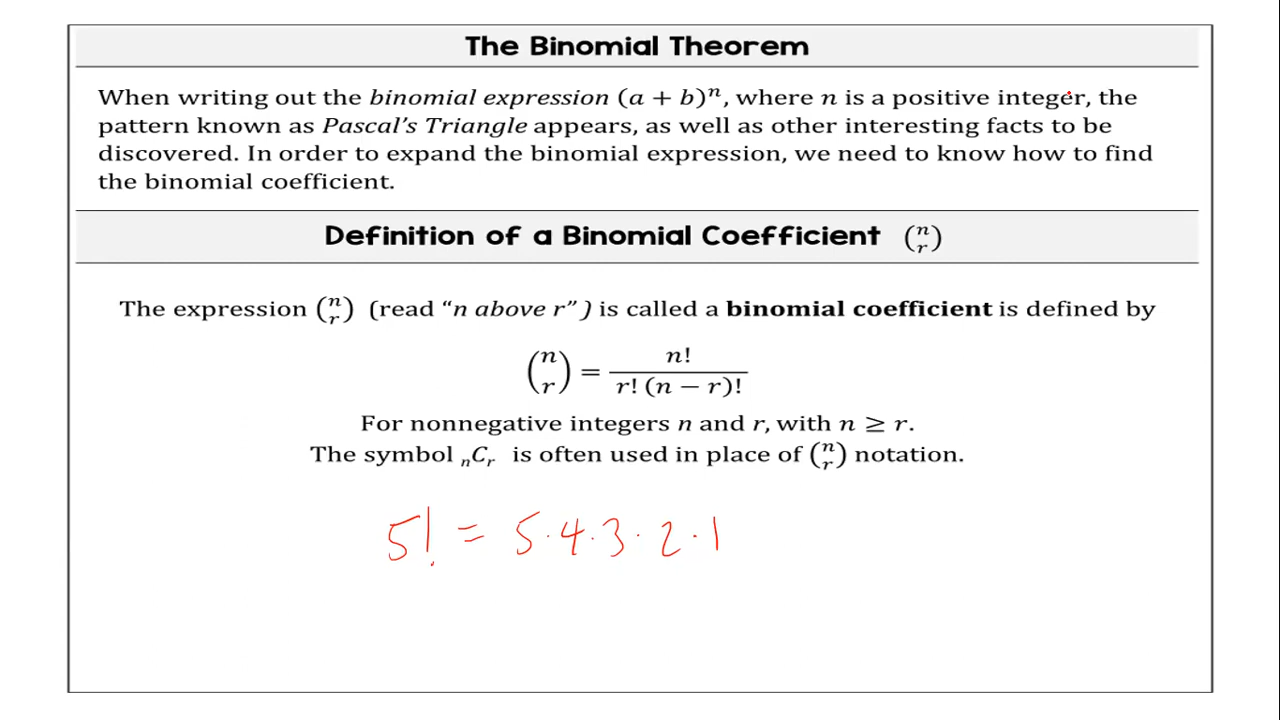 The Binomial Theorem
When writing out the binomial expression (a + b)ⁿ, where n is a positive integer, the
pattern known as Pascal's Triangle appears, as well as other interesting facts to be
discovered. In order to expand the binomial expression, we need to know how to find
the binomial coefficient.
Definition of a Binomial Coefficient (n r)
The expression (n r) (read “n above r” ) is called a binomial coefficient is defined by
(n r) = n! / r! (n − r)!
For nonnegative integers n and r, with n ≥ r.
The symbol ₙCᵣ is often used in place of (n r) notation.
5! = 5·4·3·2·1